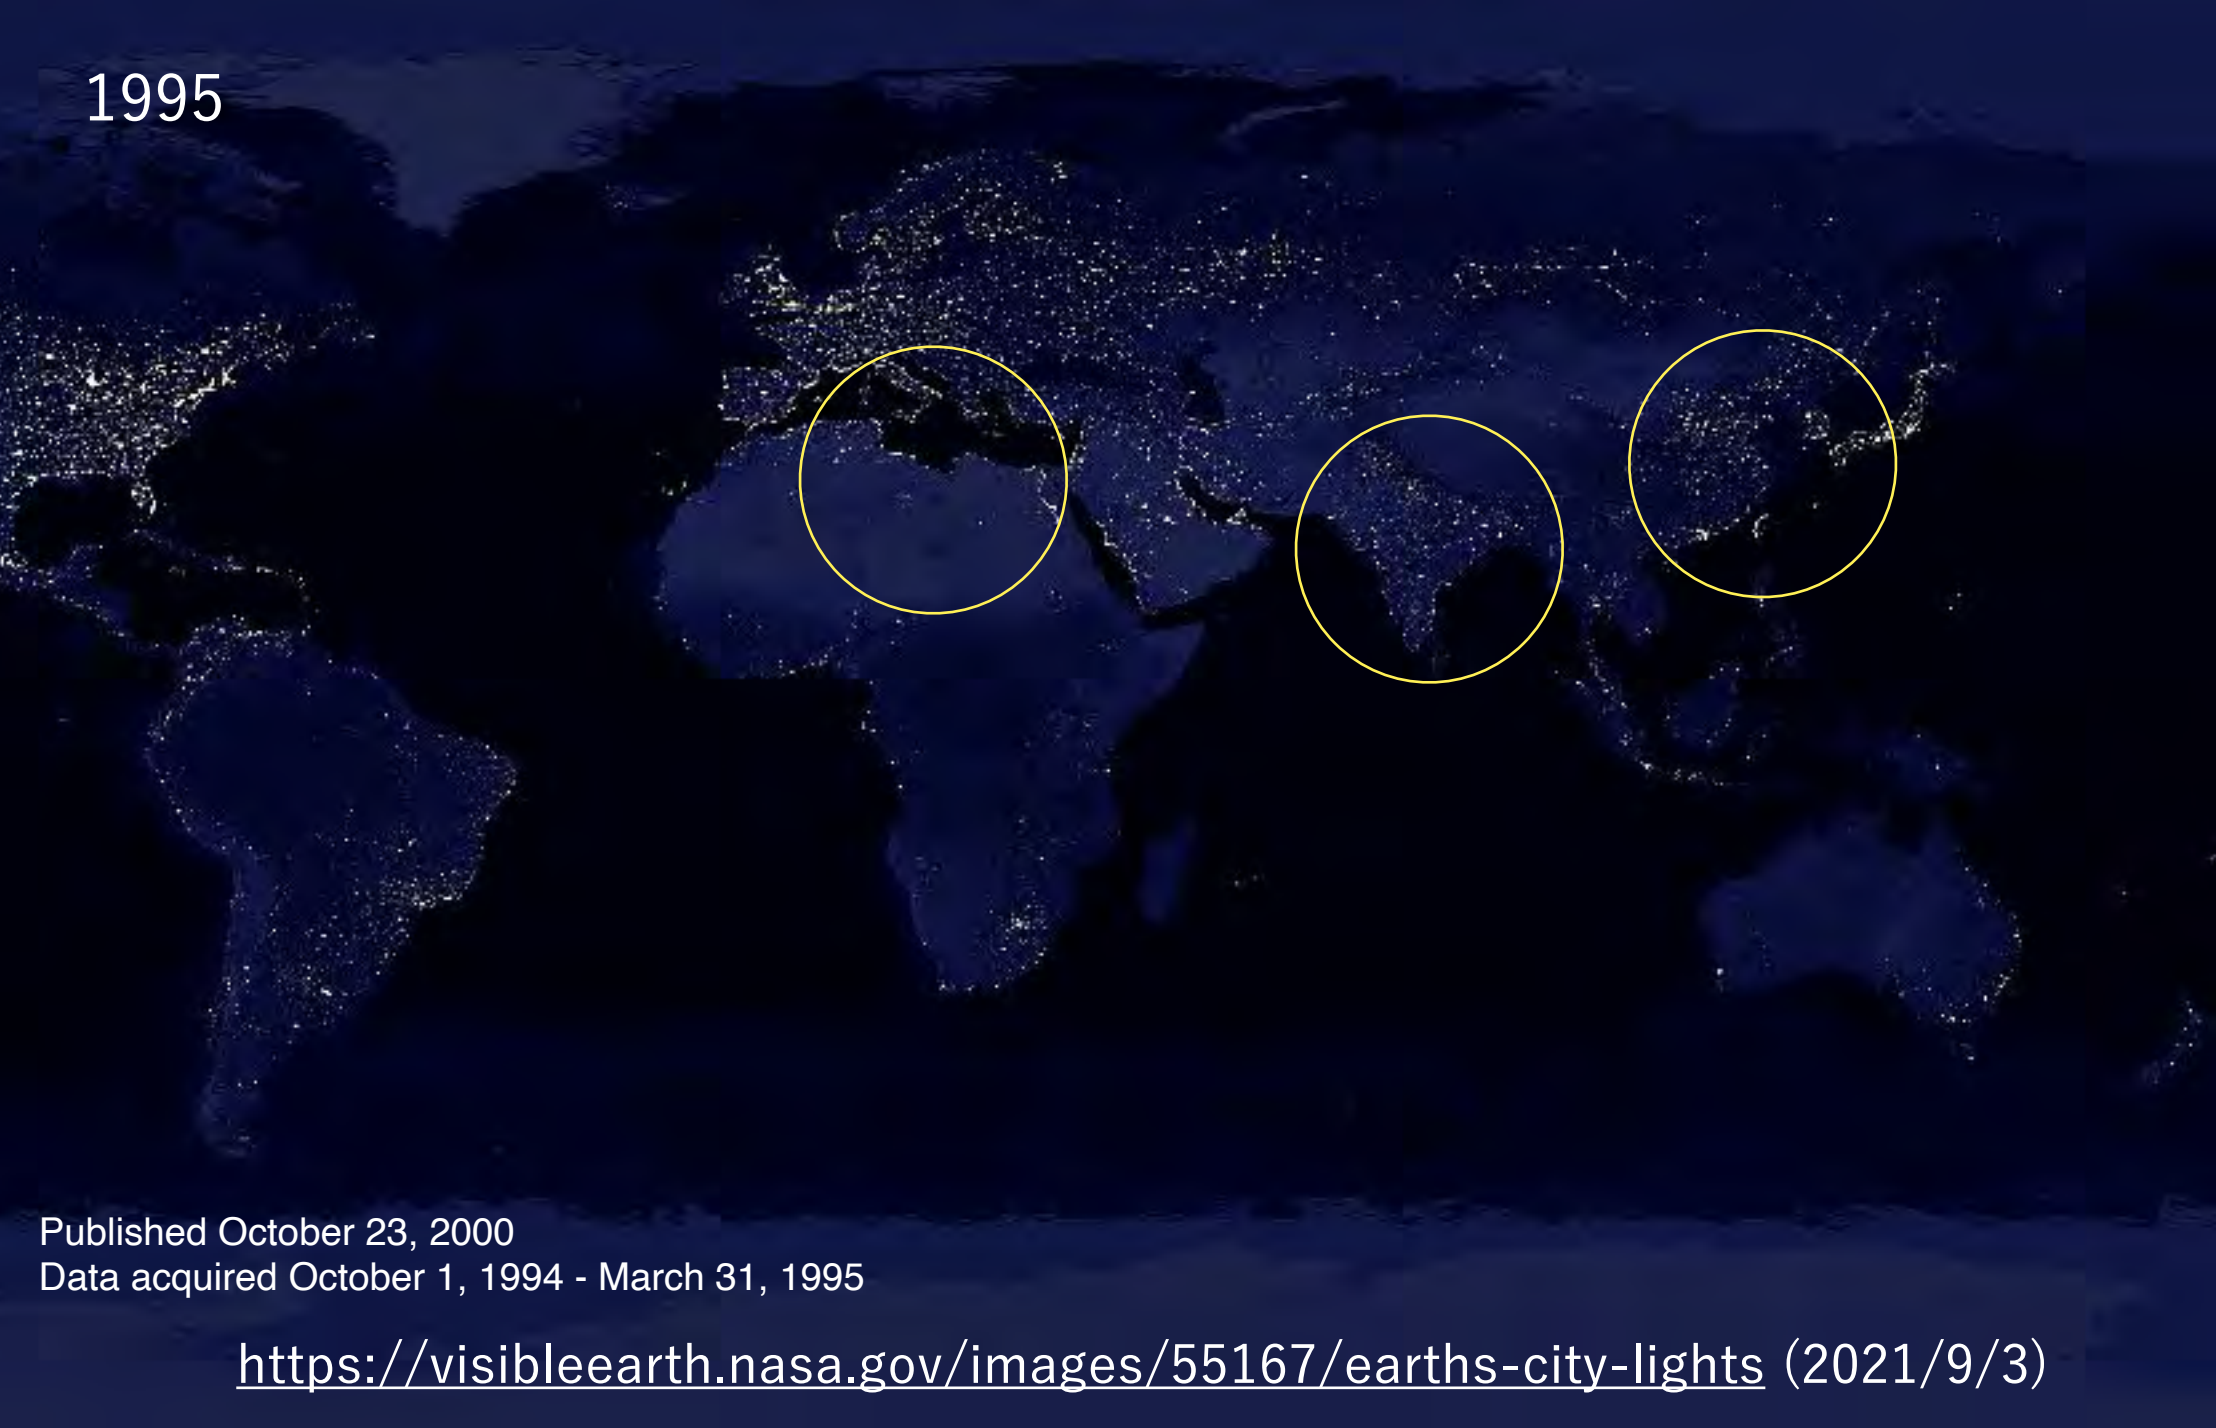 1995
Published October 23, 2000
Data acquired October 1, 1994 - March 31, 1995
https://visibleearth.nasa.gov/images/55167/earths-city-lights (2021/9/3)